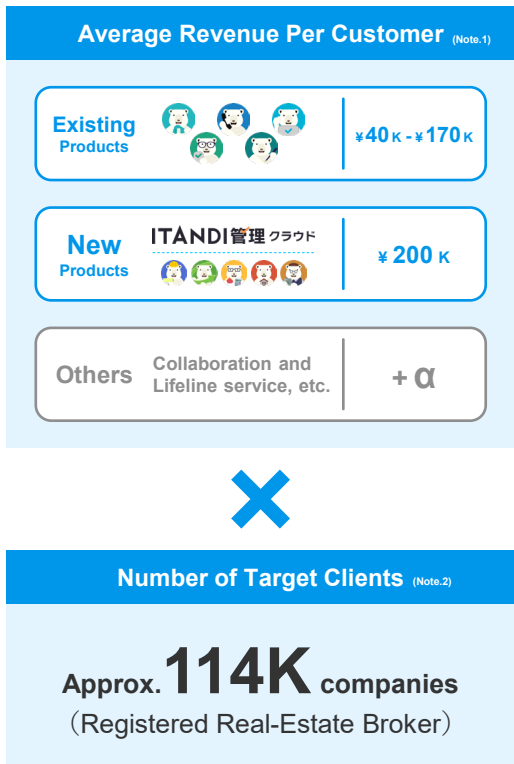 Average Revenue Per Customer (Note.1)
Existing
Products
¥40K-¥170K
New
Products
ITANDI管理クラウド
¥ 200 K
Others
Collaboration and
Lifeline service, etc.
+ α
×
Number of Target Clients (Note.2)
Approx.114K companies
（Registered Real-Estate Broker）